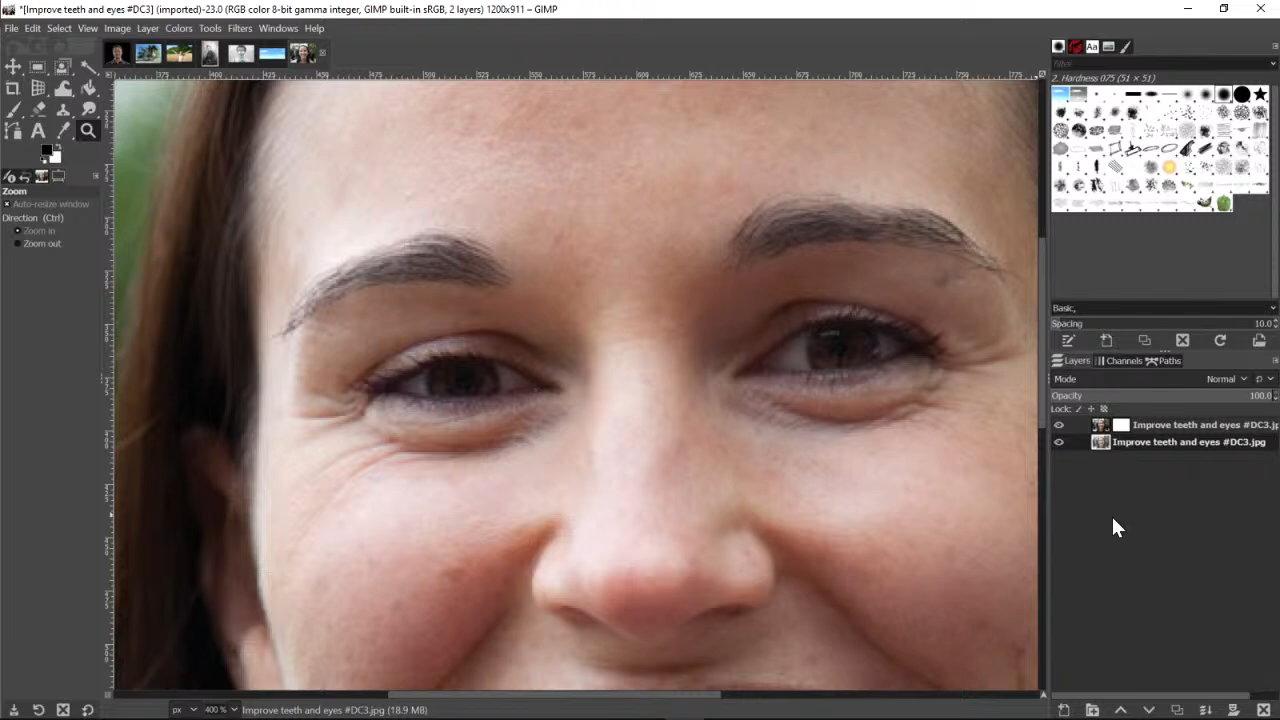 *[Improve teeth and eyes #DC3] (imported)-23.0 (RGB color 8-bit gamma integer, GIMP built-in sRGB, 2 layers) 1200x911 – GIMP
File Edit Select View Image Layer Colors Tools Filters Windows Help
Filter
2. Hardness 075 (51 × 51)
Zoom
Auto-resize window
Direction (Ctrl)
Zoom in
Zoom out
Basic,
Spacing 10.0
Layers Channels Paths
Mode Normal
Opacity 100.0
Lock:
Improve teeth and eyes #DC3.jp
Improve teeth and eyes #DC3.jpg
px 400 % Improve teeth and eyes #DC3.jpg (18.9 MB)